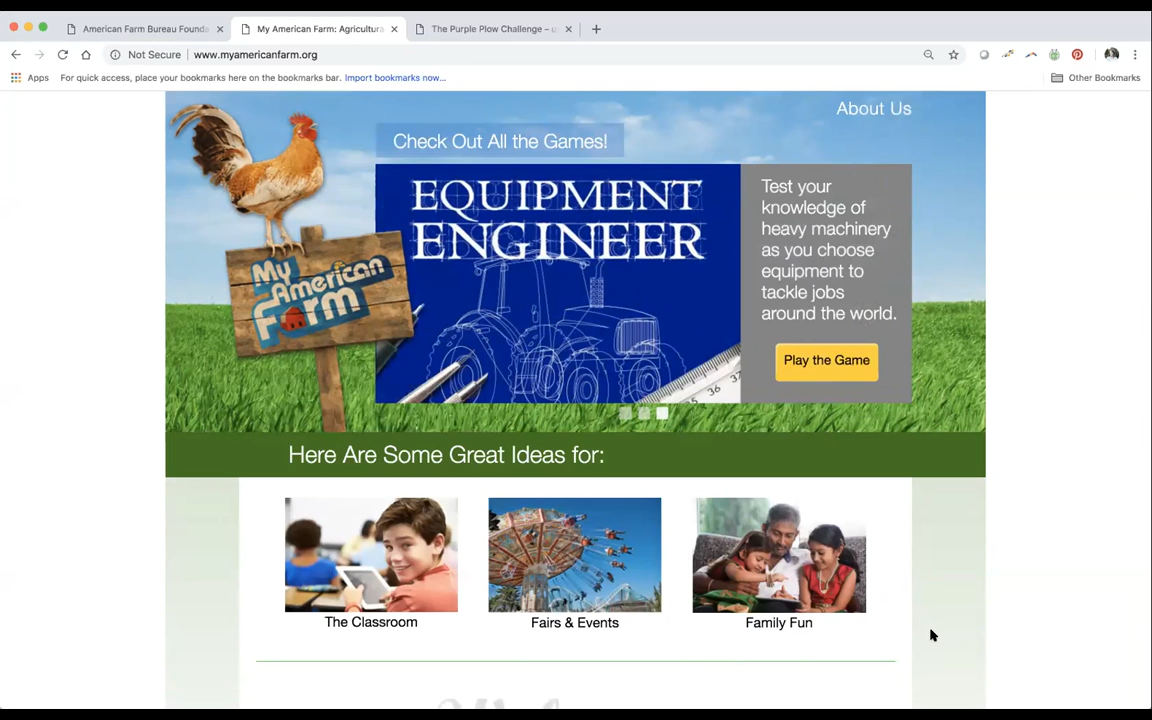 American Farm Bureau Founda
My American Farm: Agricultura
The Purple Plow Challenge – u
Not Secure | www.myamericanfarm.org
Apps For quick access, place your bookmarks here on the bookmarks bar. Import bookmarks now...
Other Bookmarks
About Us
Check Out All the Games!
EQUIPMENT
ENGINEER
Test your
knowledge of
heavy machinery
as you choose
equipment to
tackle jobs
around the world.
Play the Game
My
American
Farm
35 36 37
Here Are Some Great Ideas for:
The Classroom
Fairs & Events
Family Fun